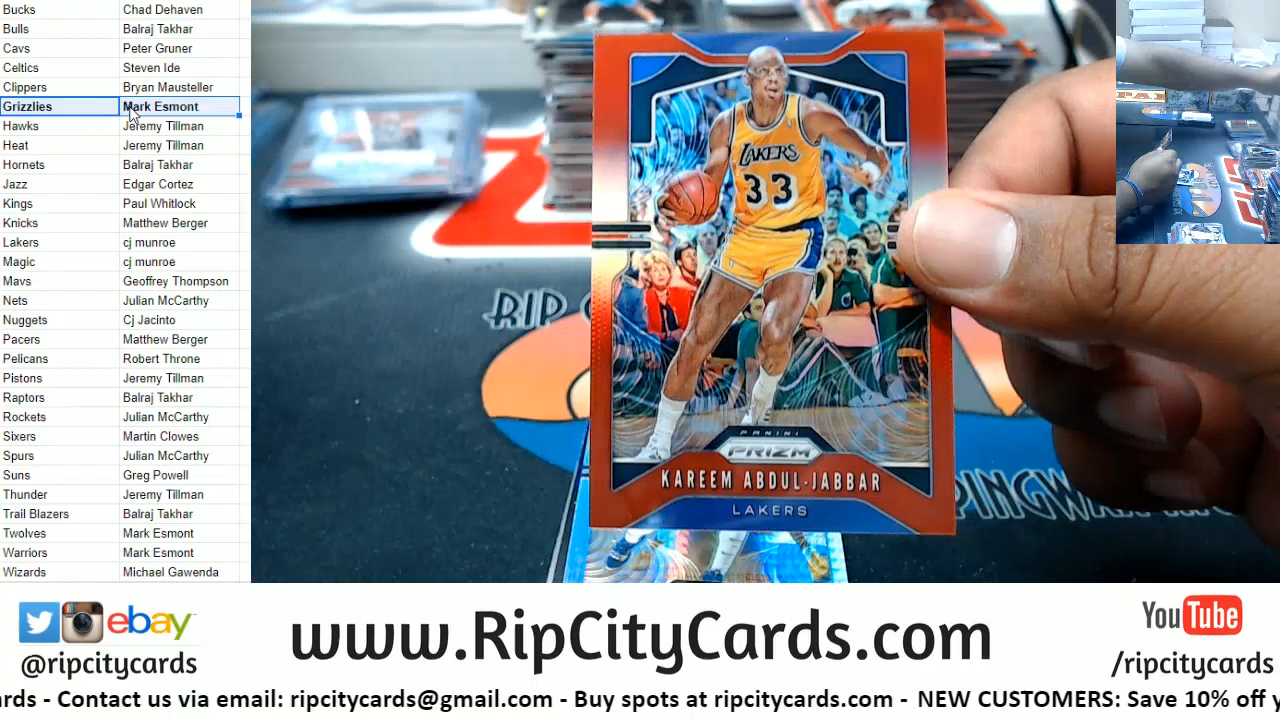 Bucks Chad Dehaven
Bulls Balraj Takhar
Cavs Peter Gruner
Celtics Steven Ide
Clippers Bryan Mausteller
Grizzlies Mark Esmont
Hawks Jeremy Tillman
Heat Jeremy Tillman
Hornets Balraj Takhar
Jazz Edgar Cortez
Kings Paul Whitlock
Knicks Matthew Berger
Lakers cj munroe
Magic cj munroe
Mavs Geoffrey Thompson
Nets Julian McCarthy
Nuggets Cj Jacinto
Pacers Matthew Berger
Pelicans Robert Throne
Pistons Jeremy Tillman
Raptors Balraj Takhar
Rockets Julian McCarthy
Sixers Martin Clowes
Spurs Julian McCarthy
Suns Greg Powell
Thunder Jeremy Tillman
Trail Blazers Balraj Takhar
Twolves Mark Esmont
Warriors Mark Esmont
Wizards Michael Gawenda
LAKERS
33
PANINI
PRIZM
KAREEM ABDUL-JABBAR
LAKERS
RIP
ebay
@ripcitycards
www.RipCityCards.com
YouTube
/ripcitycards
ards - Contact us via email: ripcitycards@gmail.com - Buy spots at ripcitycards.com - NEW CUSTOMERS: Save 10% off y